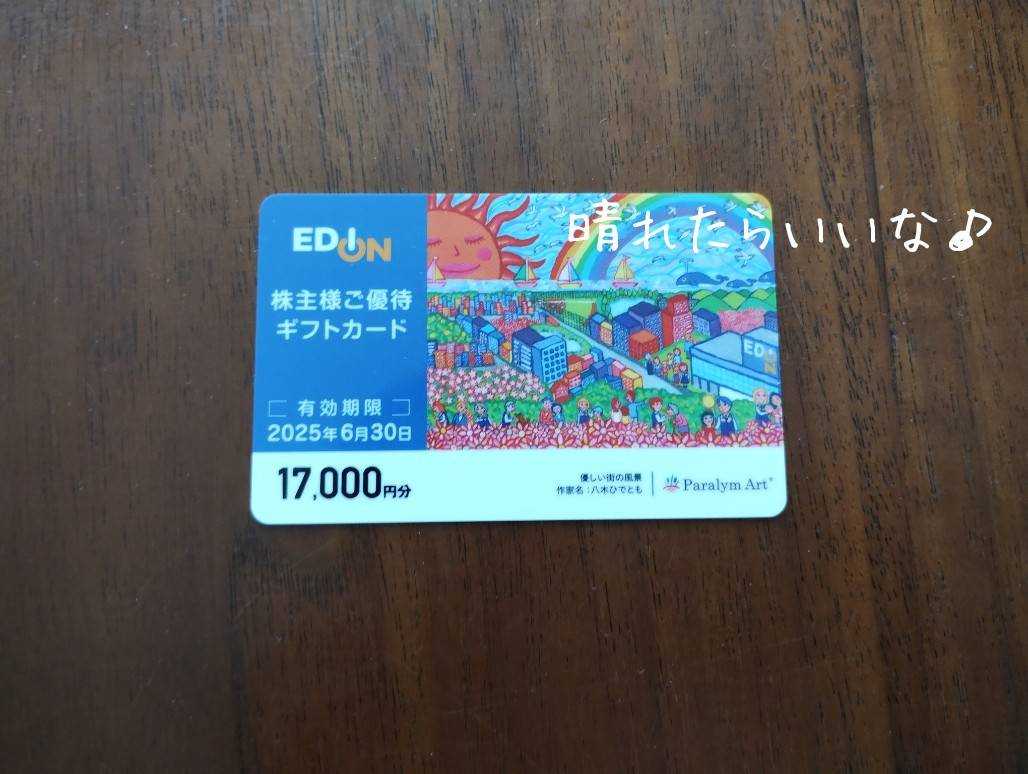 EDION
晴れたらいいな♪
株主様ご優待
ギフトカード
EDION
有効期限
2025年6月30日
17,000円分
優しい街の風景
作家名：八木ひでとも
Paralym Art®